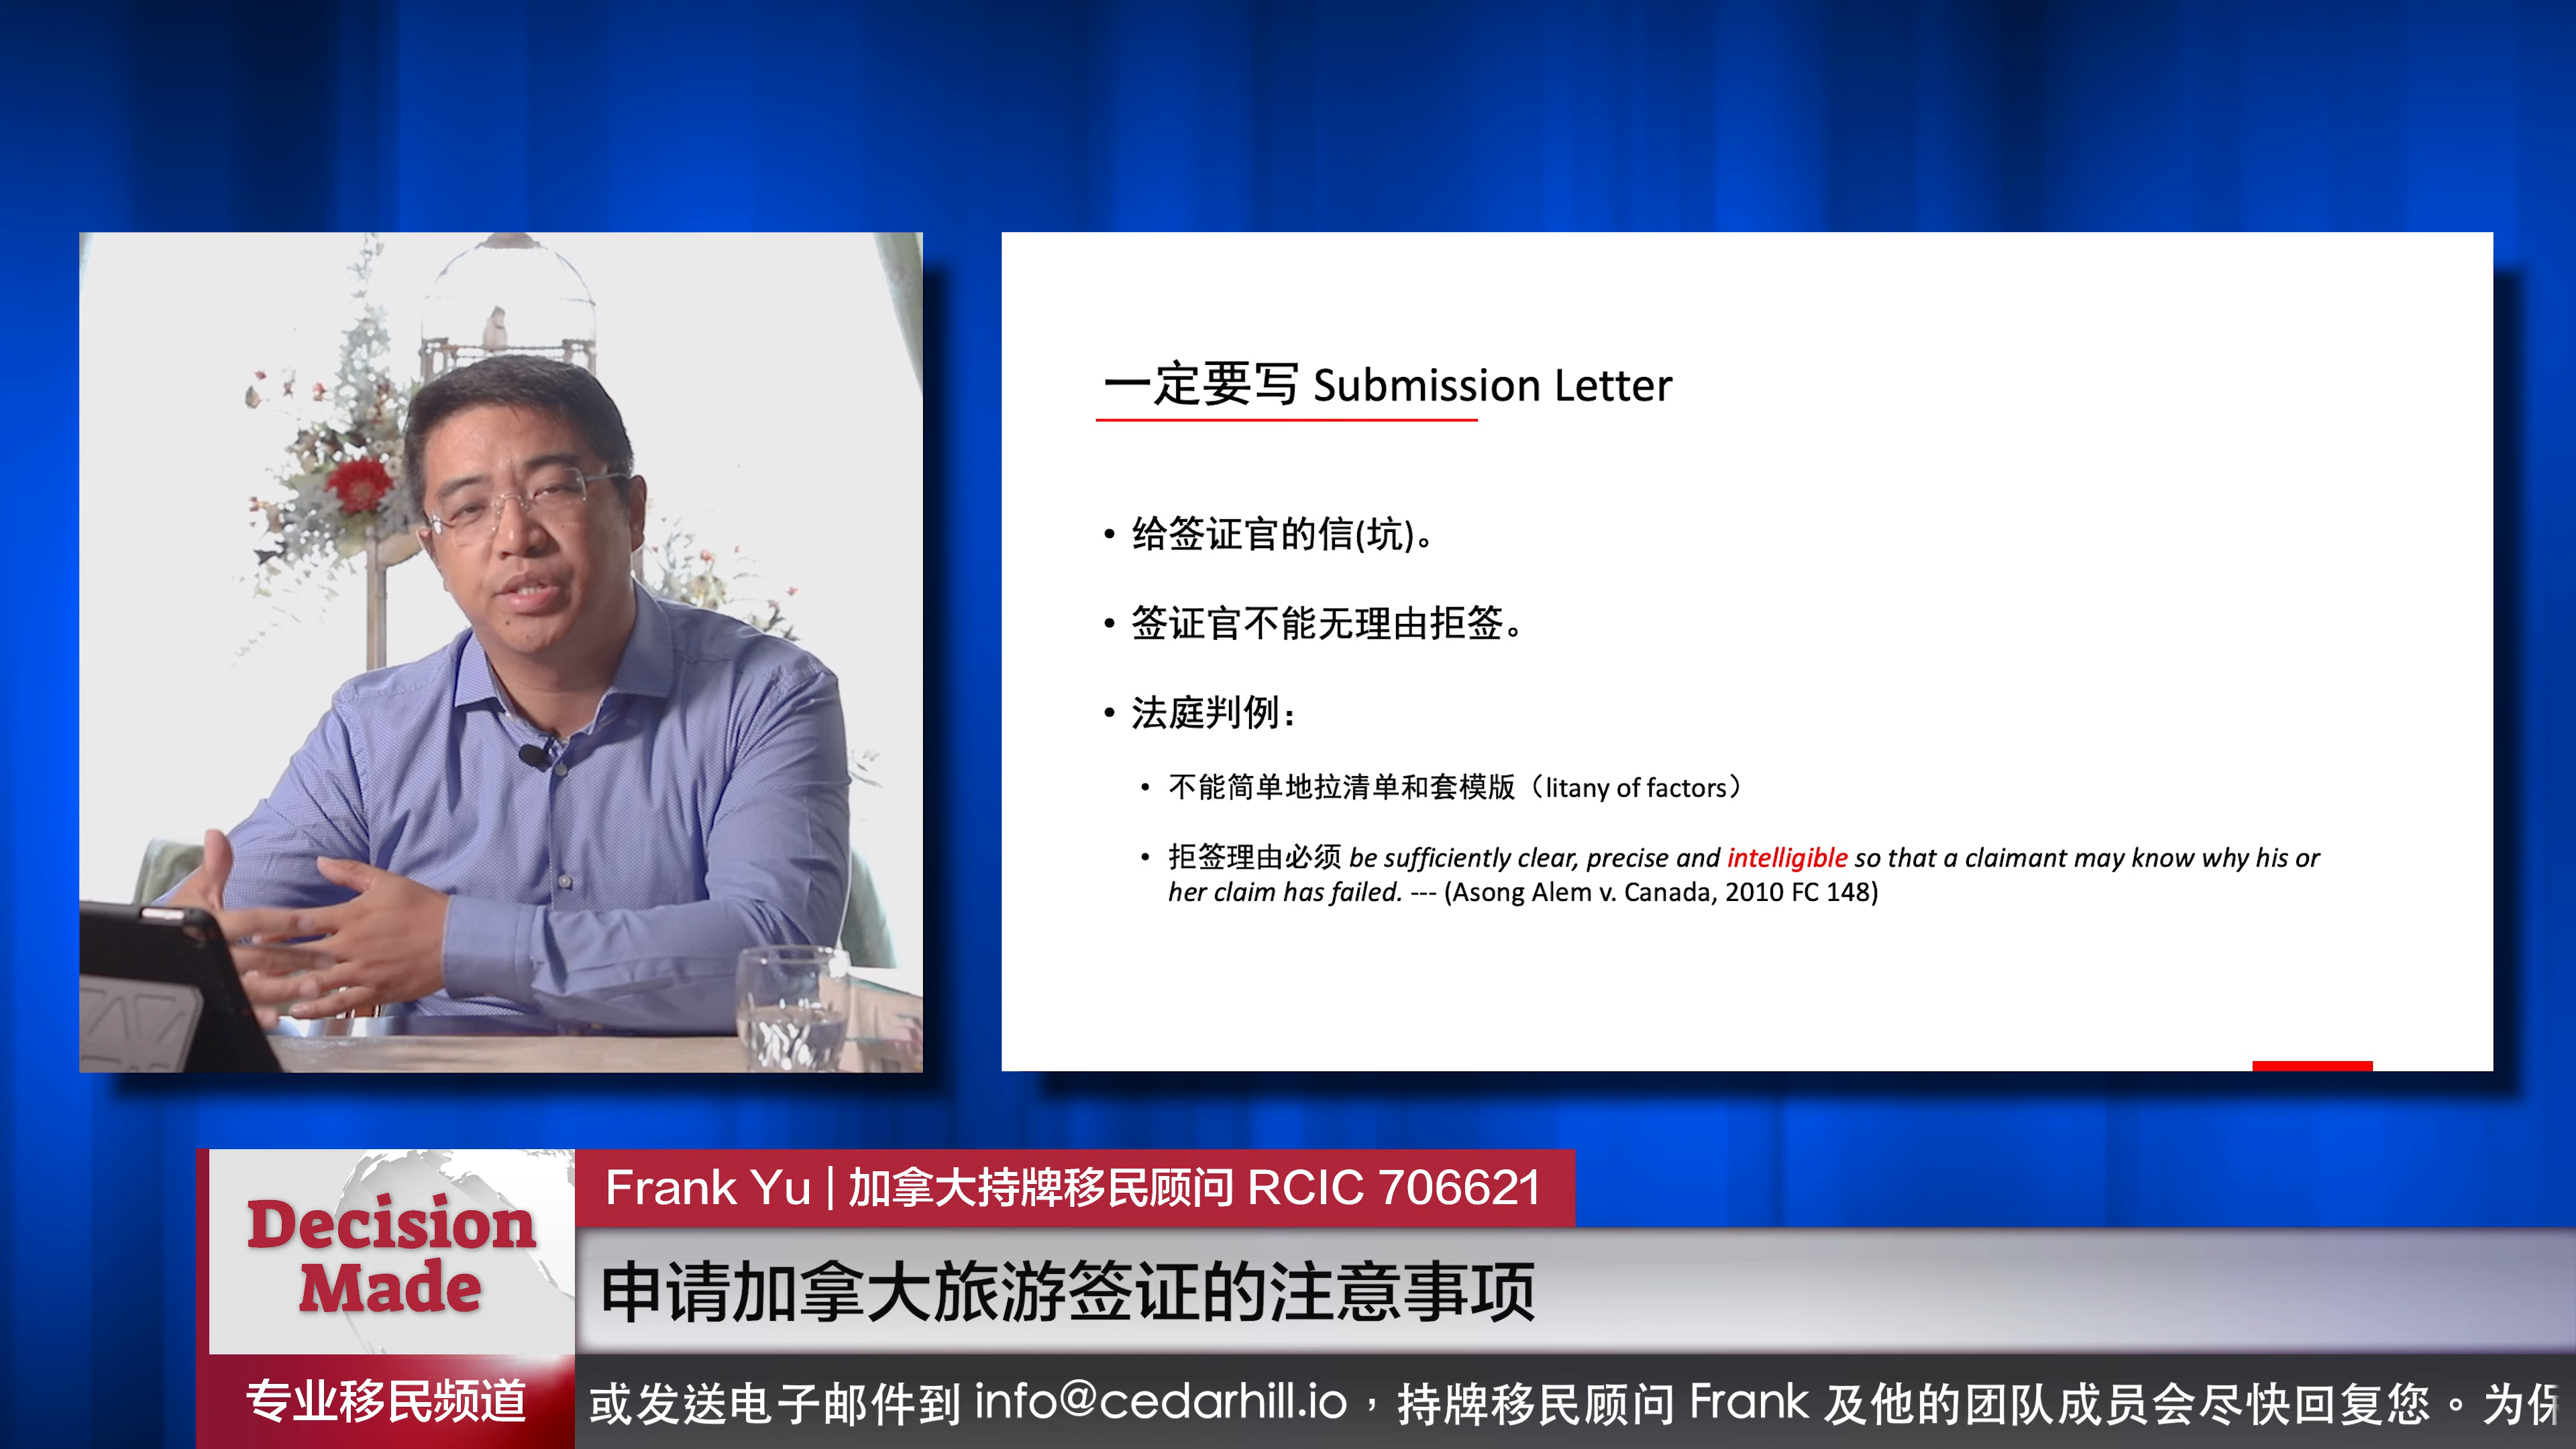 一定要写 Submission Letter
• 给签证官的信(坑)。
• 签证官不能无理由拒签。
• 法庭判例：
• 不能简单地拉清单和套模版（litany of factors）
• 拒签理由必须 be sufficiently clear, precise and intelligible so that a claimant may know why his or
her claim has failed. --- (Asong Alem v. Canada, 2010 FC 148)
Frank Yu | 加拿大持牌移民顾问 RCIC 706621
Decision
Made
申请加拿大旅游签证的注意事项
专业移民频道
或发送电子邮件到 info@cedarhill.io，持牌移民顾问 Frank 及他的团队成员会尽快回复您。为